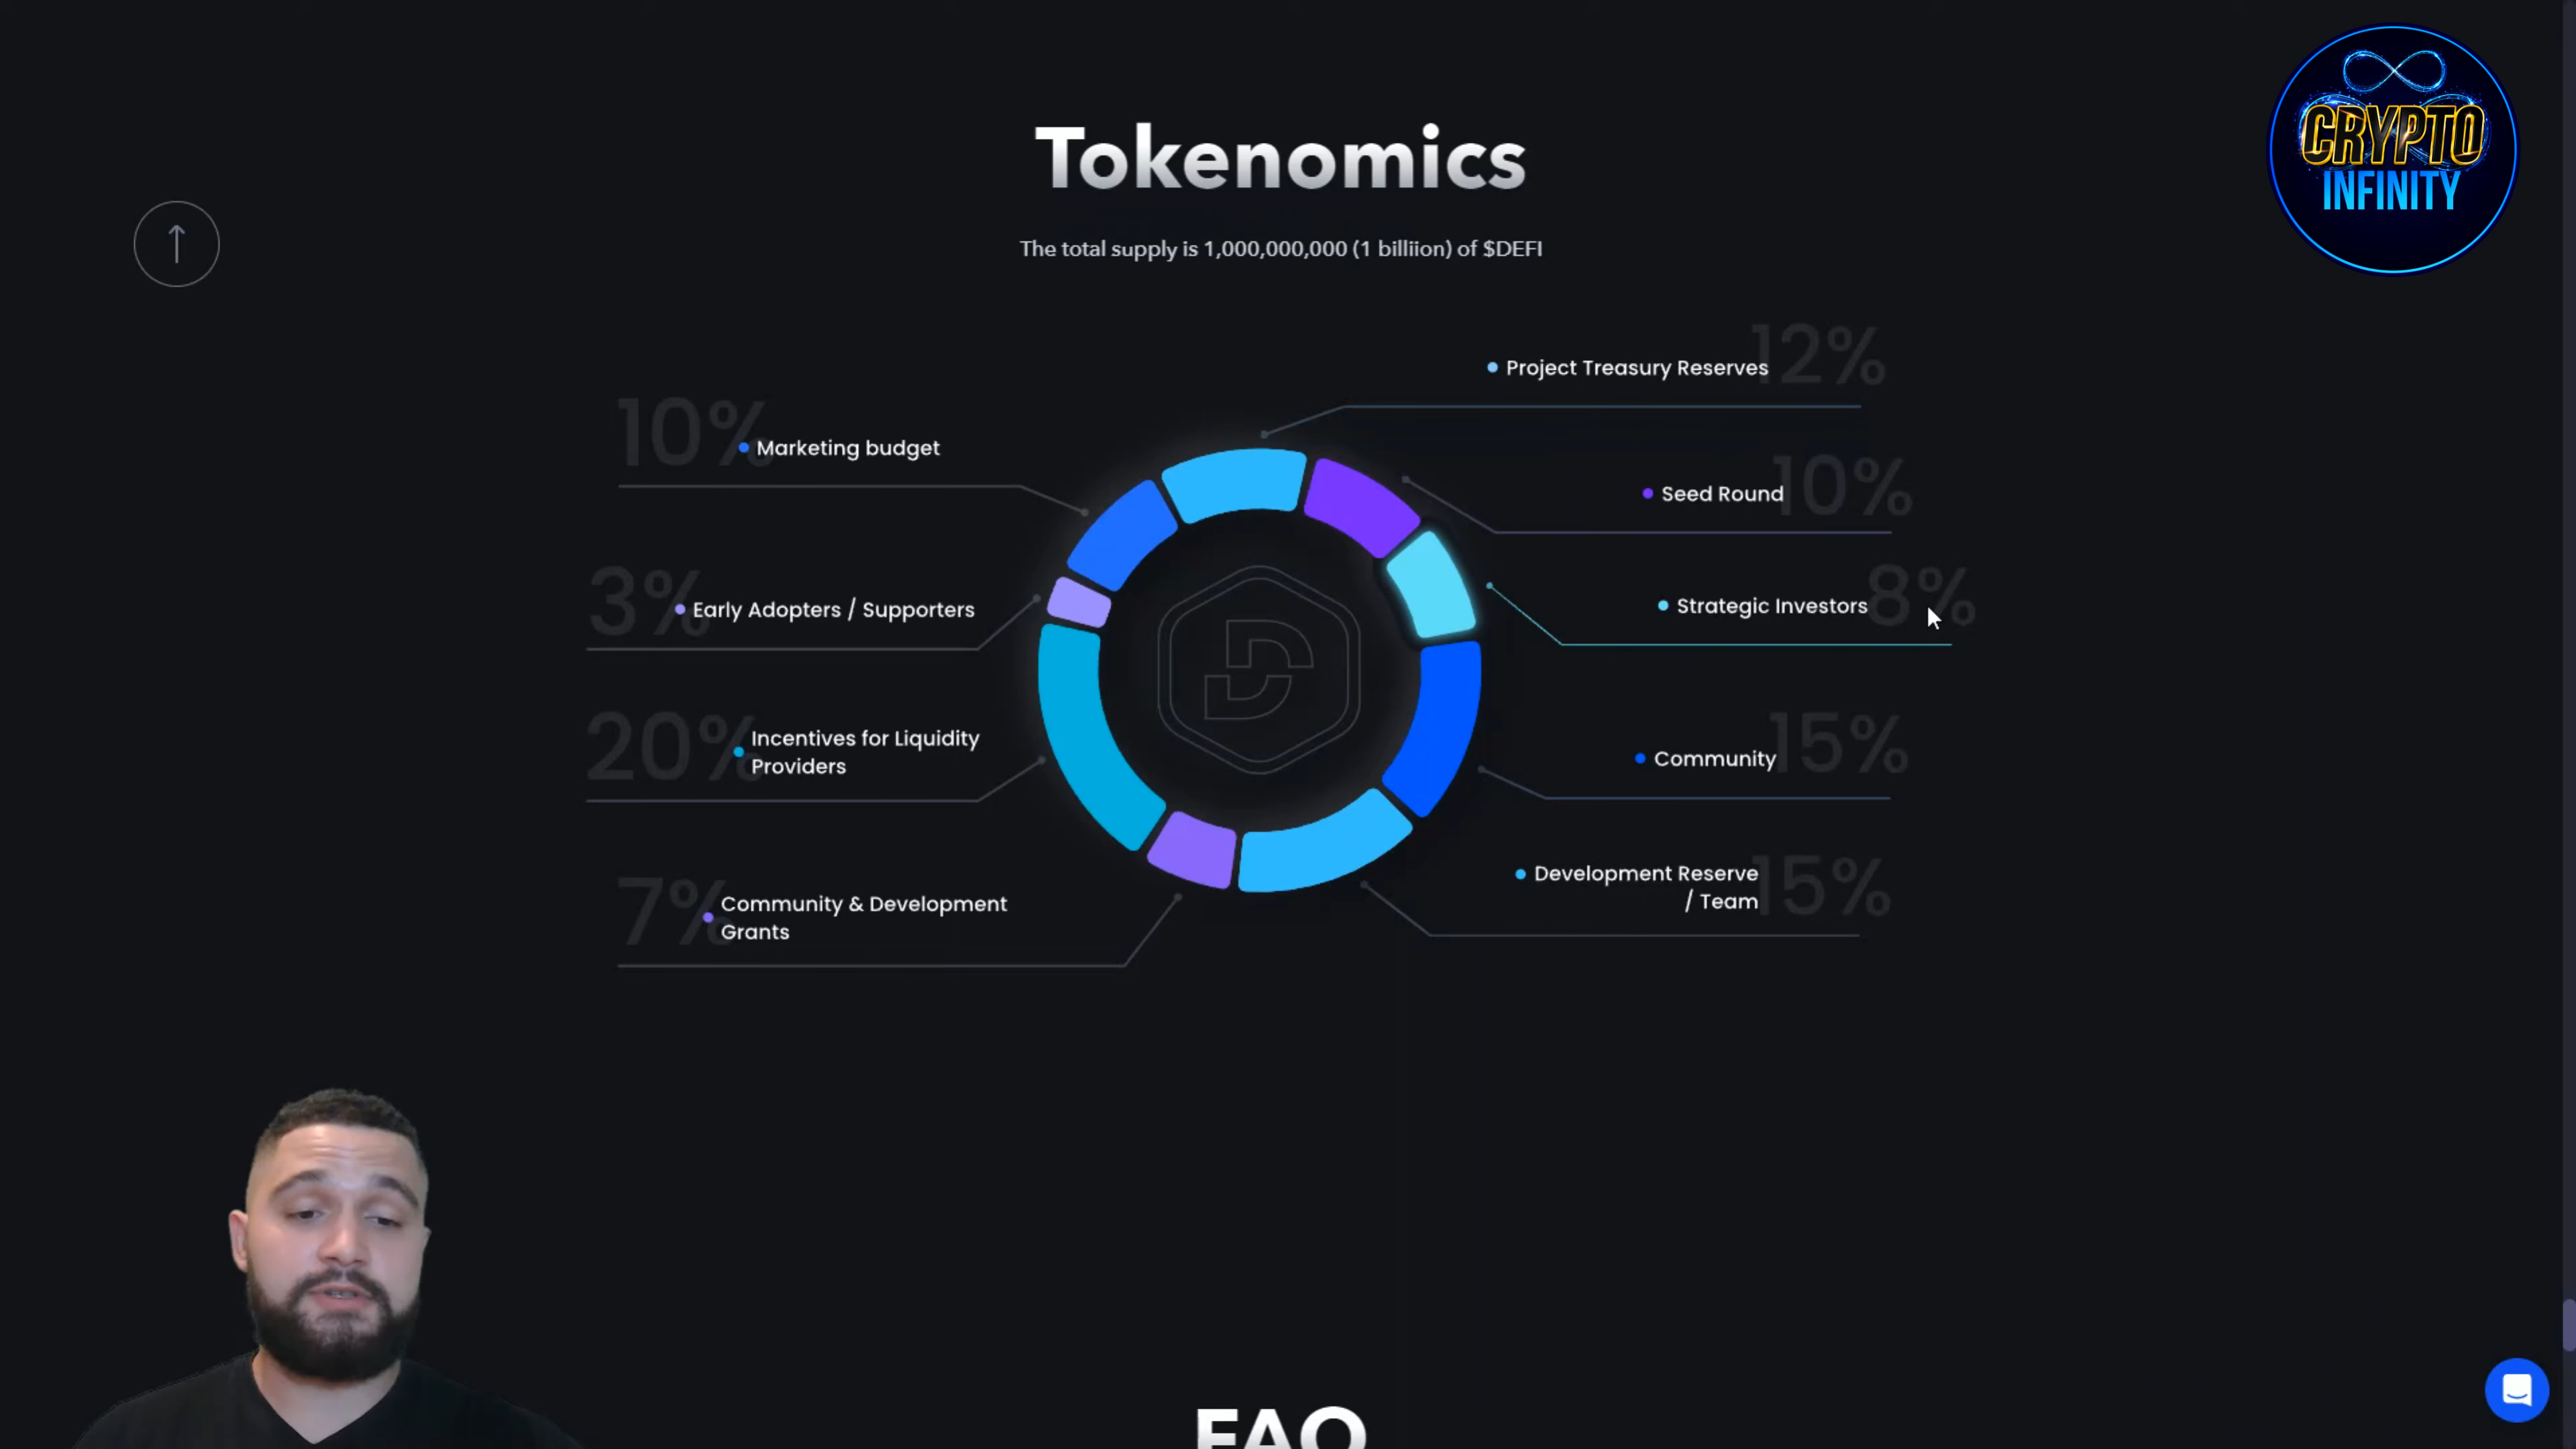 CRYPTO
INFINITY
Tokenomics
The total supply is 1,000,000,000 (1 billiion) of $DEFI
12%
Project Treasury Reserves
10%
Marketing budget
10%
Seed Round
3%
Early Adopters / Supporters
8%
Strategic Investors
20%
Incentives for Liquidity
Providers
15%
Community
7%
Community & Development
Grants
15%
Development Reserve
/ Team
FAQ